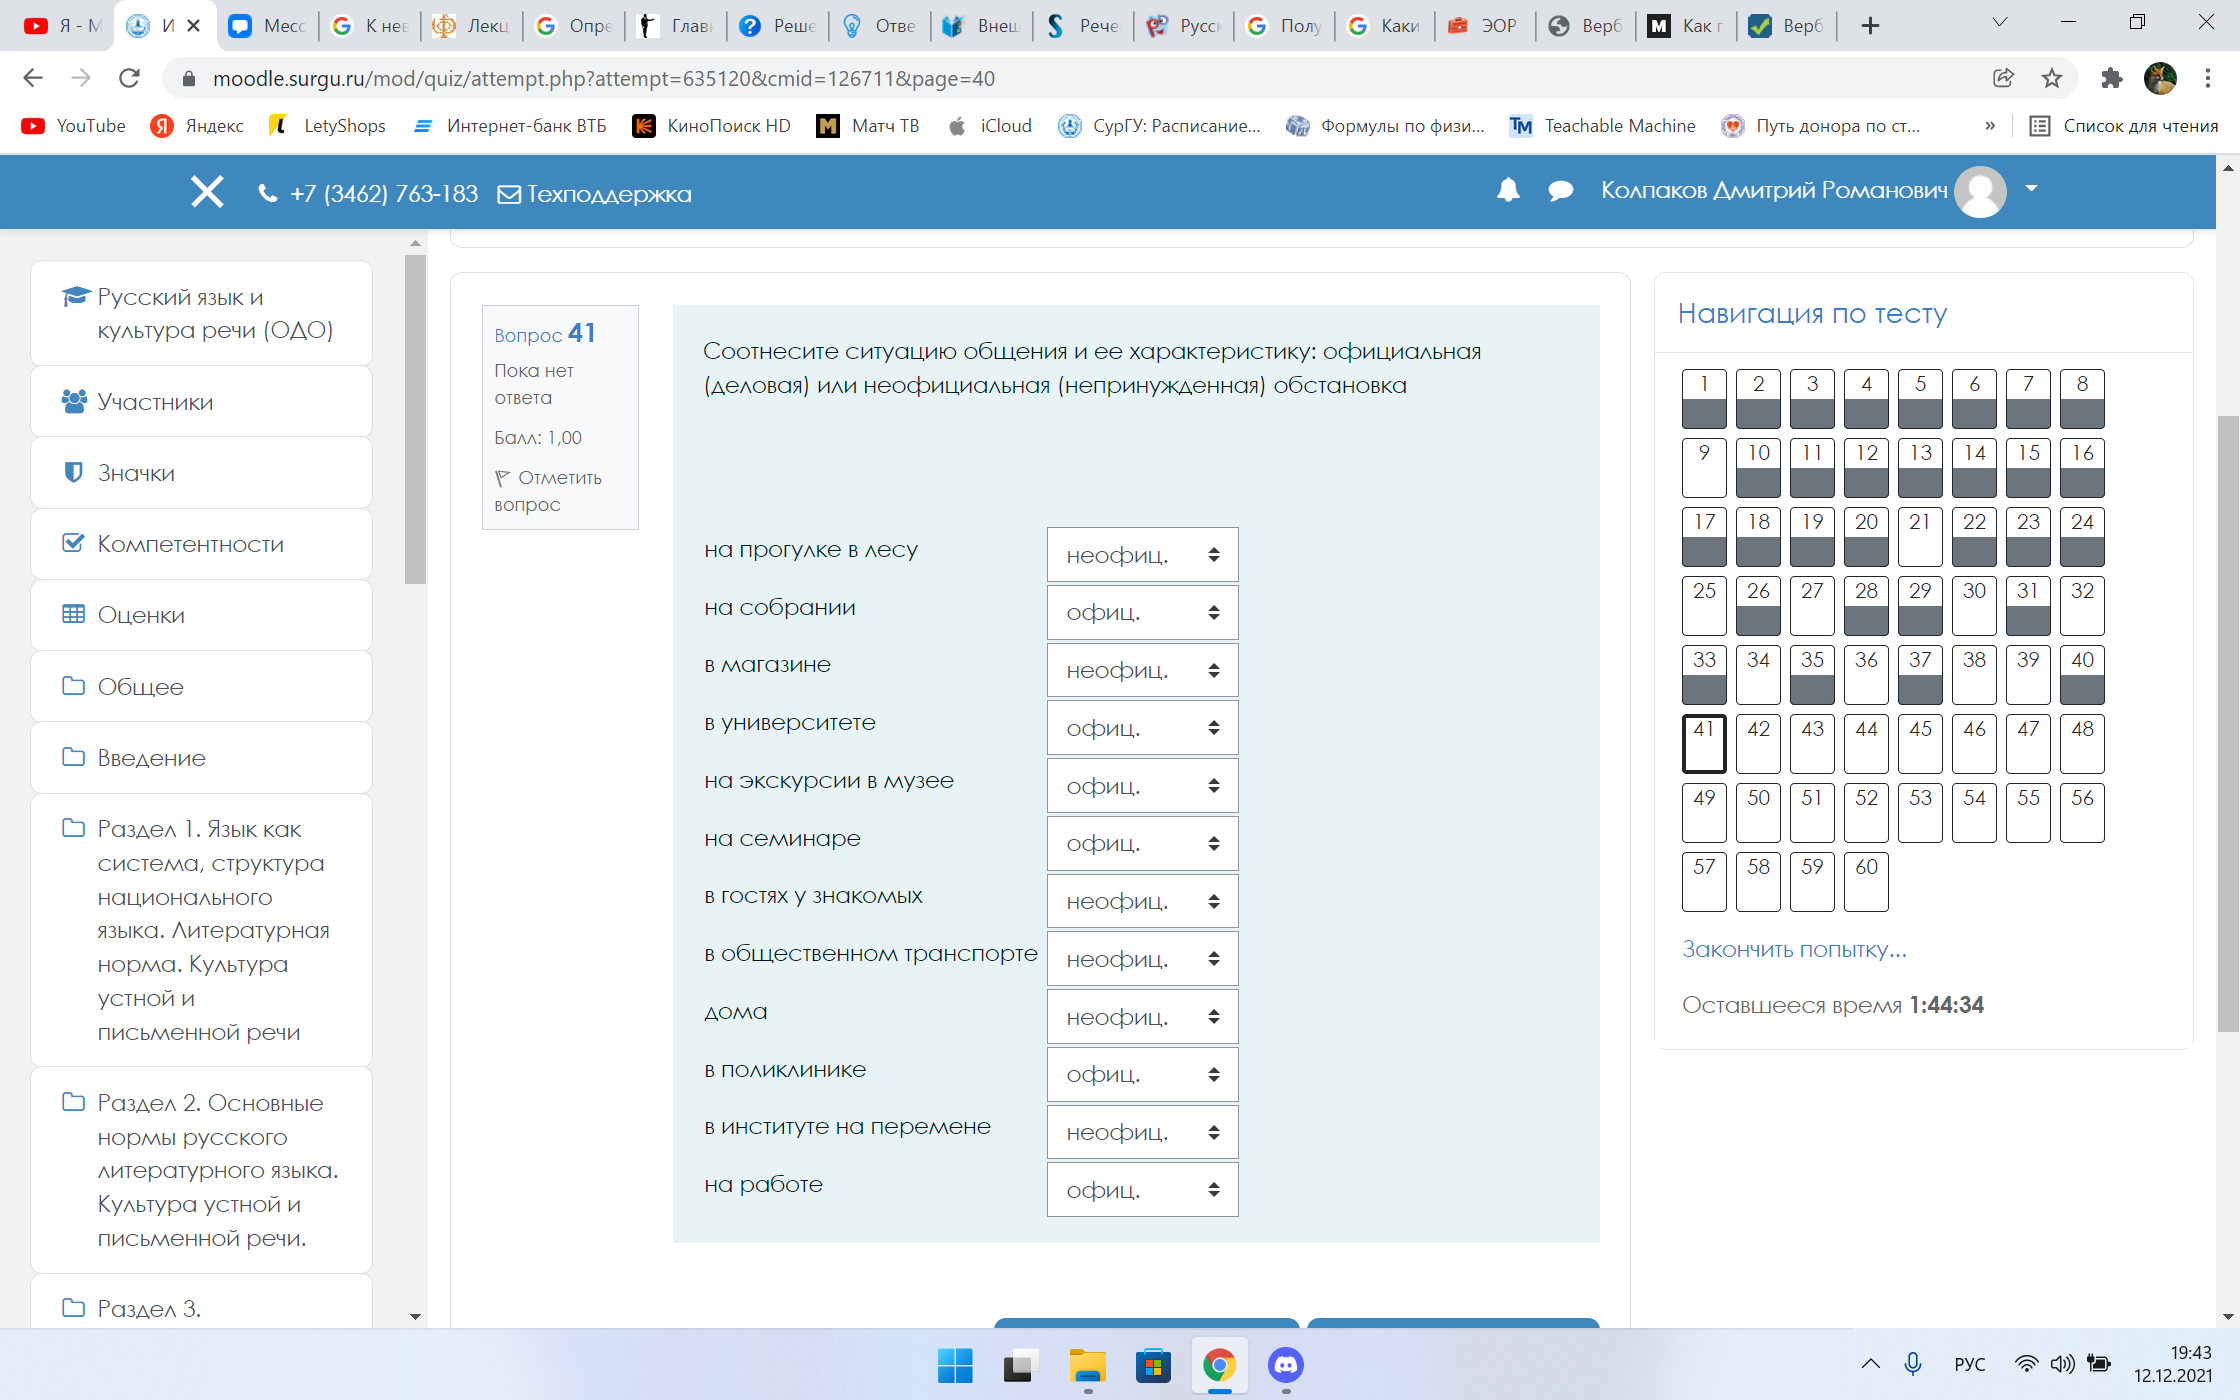 Я - М
И
Месс
К нев
Лекц
Опре
Главн
Реше
Отве
Внеш
Рече
Русск
Полу
Каки
ЭОР
Верб
Как п
Верб
moodle.surgu.ru/mod/quiz/attempt.php?attempt=635120&cmid=126711&page=40
YouTube
Яндекс
LetyShops
Интернет-банк ВТБ
КиноПоиск HD
Матч ТВ
iCloud
СурГУ: Расписание...
Формулы по физи...
TM Teachable Machine
Путь донора по ст...
»
Список для чтения
+7 (3462) 763-183
Техподдержка
Колпаков Дмитрий Романович
Русский язык и
культура речи (ОДО)
Участники
Значки
Компетентности
Оценки
Общее
Введение
Раздел 1. Язык как
система, структура
национального
языка. Литературная
норма. Культура
устной и
письменной речи
Раздел 2. Основные
нормы русского
литературного языка.
Культура устной и
письменной речи.
Раздел 3.
Вопрос 41
Пока нет
ответа
Балл: 1,00
Отметить
вопрос
Соотнесите ситуацию общения и ее характеристику: официальная
(деловая) или неофициальная (непринужденная) обстановка
на прогулке в лесу неофиц.
на собрании офиц.
в магазине неофиц.
в университете офиц.
на экскурсии в музее офиц.
на семинаре офиц.
в гостях у знакомых неофиц.
в общественном транспорте неофиц.
дома неофиц.
в поликлинике офиц.
в институте на перемене неофиц.
на работе офиц.
Навигация по тесту
1 2 3 4 5 6 7 8
9 10 11 12 13 14 15 16
17 18 19 20 21 22 23 24
25 26 27 28 29 30 31 32
33 34 35 36 37 38 39 40
41 42 43 44 45 46 47 48
49 50 51 52 53 54 55 56
57 58 59 60
Закончить попытку...
Оставшееся время 1:44:34
РУС
19:43
12.12.2021